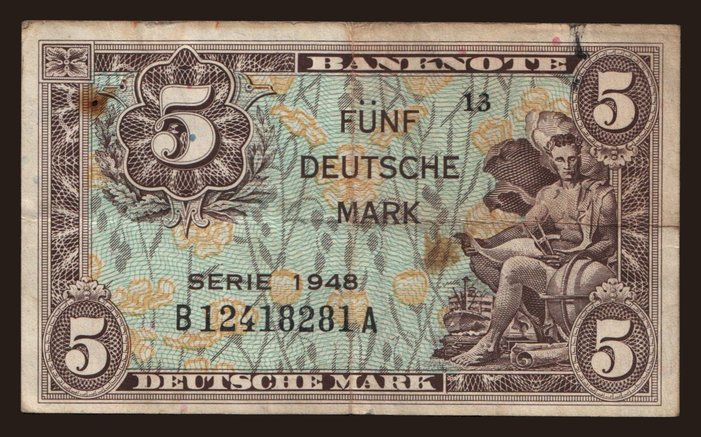 BANKNOTE
5
5
13
FÜNF
DEUTSCHE
MARK
SERIE 1948
B12418281A
5
5
DEUTSCHE MARK